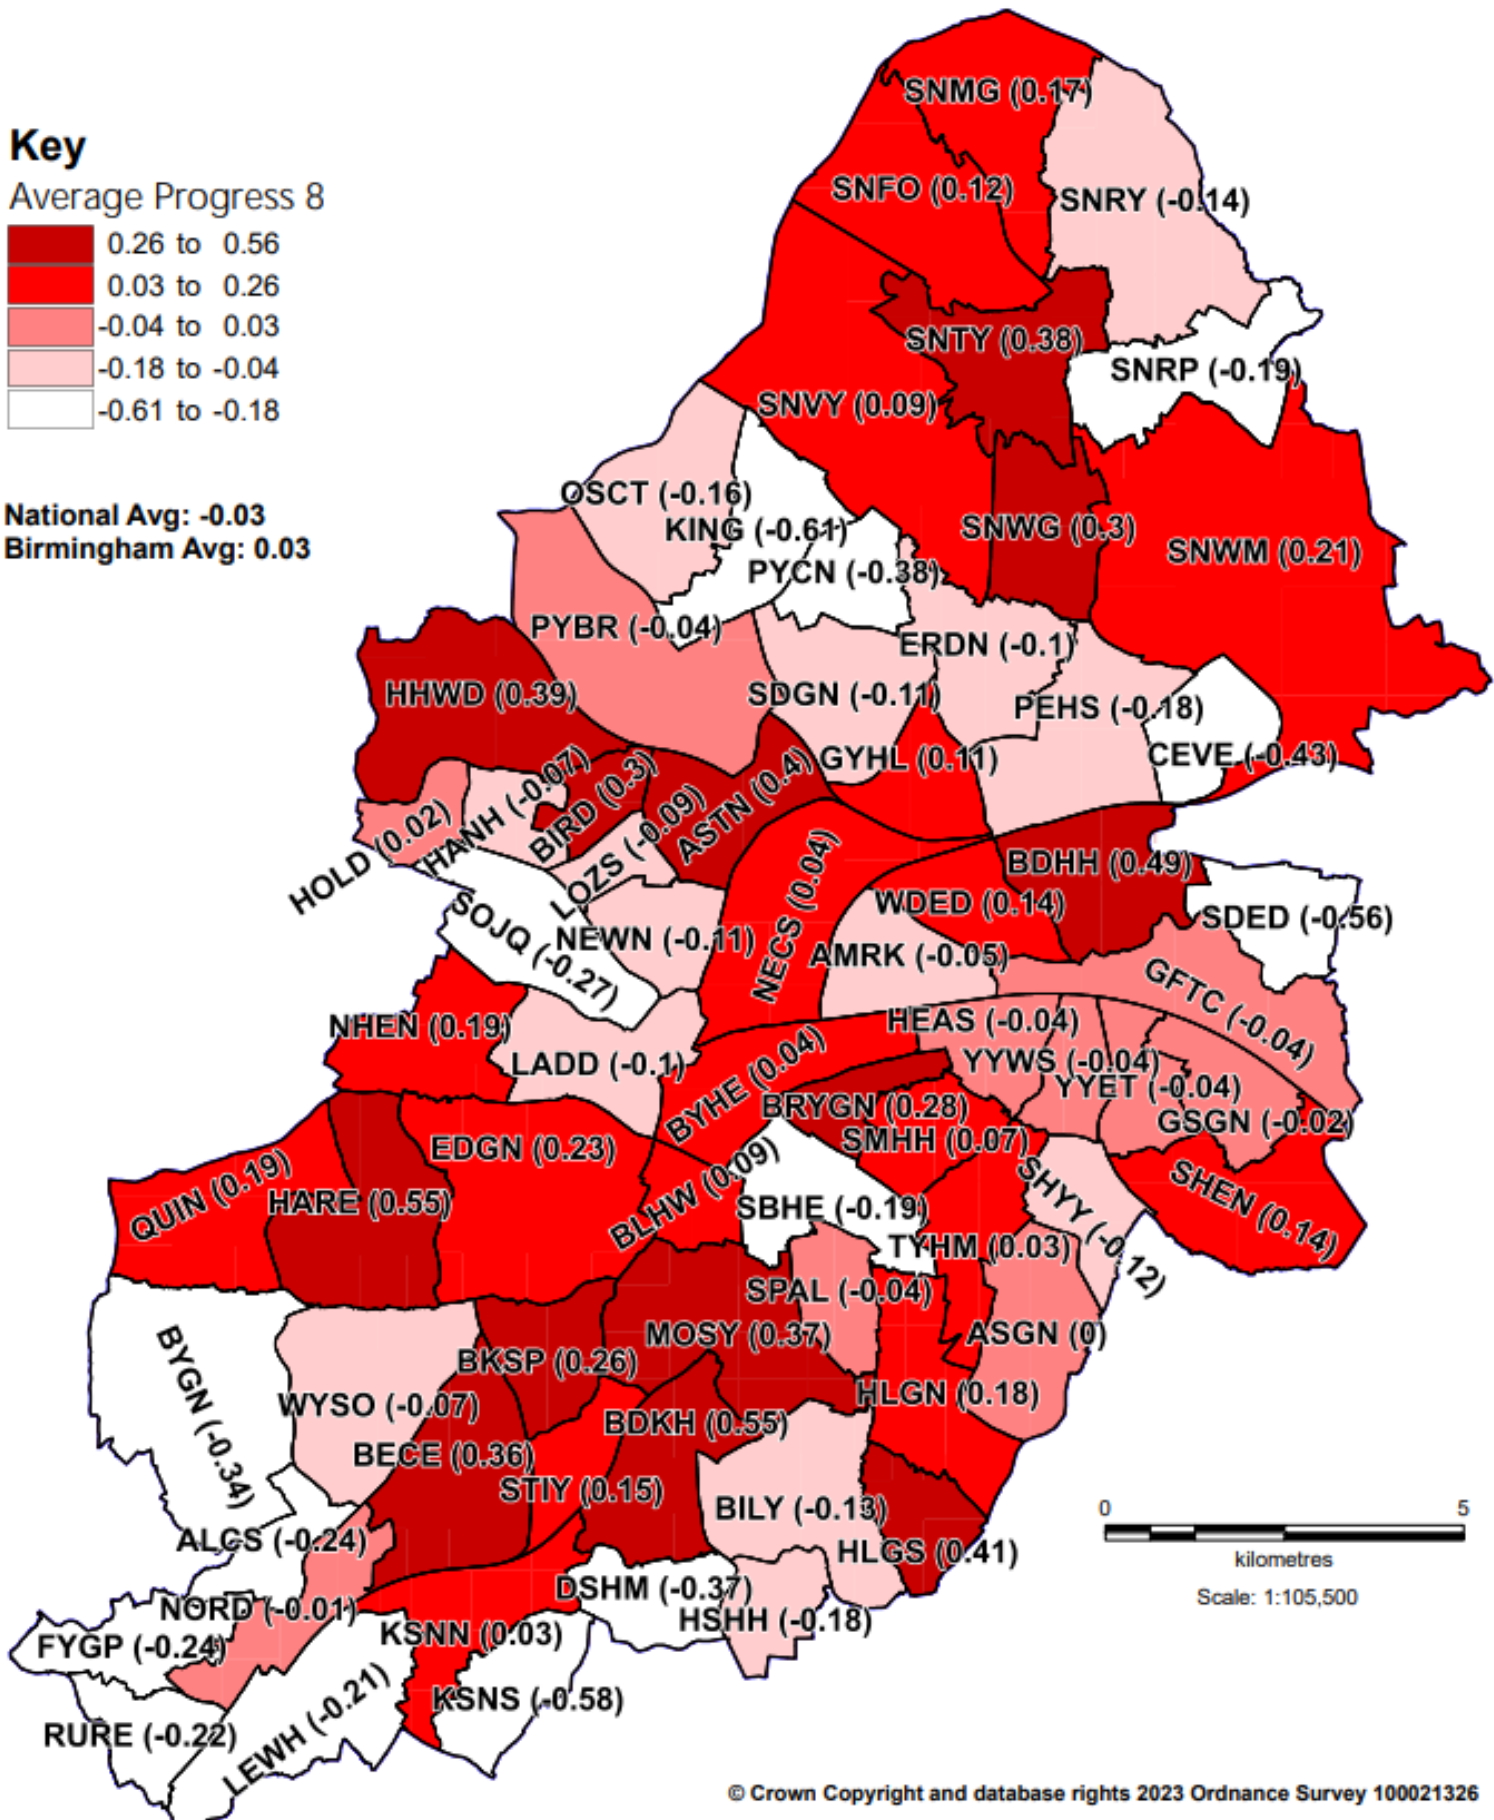 Key
Average Progress 8
0.26 to 0.56
0.03 to 0.26
-0.04 to 0.03
-0.18 to -0.04
-0.61 to -0.18
National Avg: -0.03
Birmingham Avg: 0.03
SNMG (0.17)
SNFO (0.12)
SNRY (-0.14)
SNTY (0.38)
SNRP (-0.19)
SNVY (0.09)
OSCT (-0.16)
KING (-0.61)
SNWG (0.3)
SNWM (0.21)
PYCN (-0.38)
PYBR (-0.04)
ERDN (-0.1)
HHWD (0.39)
SDGN (-0.11)
PEHS (-0.18)
GYHL (0.11)
CEVE (-0.43)
HOLD (0.02)
HANH (-0.07)
BIRD (0.3)
LOZS (-0.09)
ASTN (0.4)
BDHH (0.49)
NECS (0.04)
WDED (0.14)
SDED (-0.56)
SOJQ (-0.27)
NEWN (-0.11)
AMRK (-0.05)
GFTC (-0.04)
NHEN (0.19)
HEAS (-0.04)
LADD (-0.1)
YYWS (-0.04)
BYHE (0.04)
YYET (-0.04)
BRYGN (0.28)
GSGN (-0.02)
SMHH (0.07)
EDGN (0.23)
QUIN (0.19)
HARE (0.55)
BLHW (0.09)
SBHE (-0.19)
SHYY (-0.12)
SHEN (0.14)
TYHM (0.03)
SPAL (-0.04)
MOSY (0.37)
ASGN (0)
BYGN (-0.34)
BKSP (0.26)
WYSO (-0.07)
HLGN (0.18)
BDKH (0.55)
BECE (0.36)
STIY (0.15)
BILY (-0.13)
ALCS (-0.24)
HLGS (0.41)
DSHM (-0.37)
NORD (-0.01)
HSHH (-0.18)
FYGP (-0.24)
KSNN (0.03)
KSNS (-0.58)
RURE (-0.22)
LEWH (-0.21)
0 5
kilometres
Scale: 1:105,500
© Crown Copyright and database rights 2023 Ordnance Survey 100021326